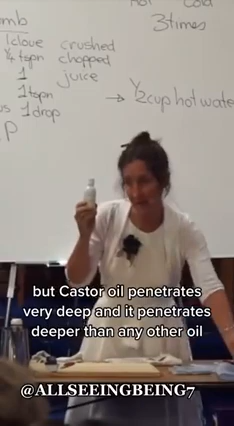 Hot Cold
mb
3 times
1 clove crushed
¼ tspn chopped
1 juice
1 tspn
→ ½ cup hot wate
1 drop
P
but Castor oil penetrates
very deep and it penetrates
deeper than any other oil
@ALLSEEINGBEING7